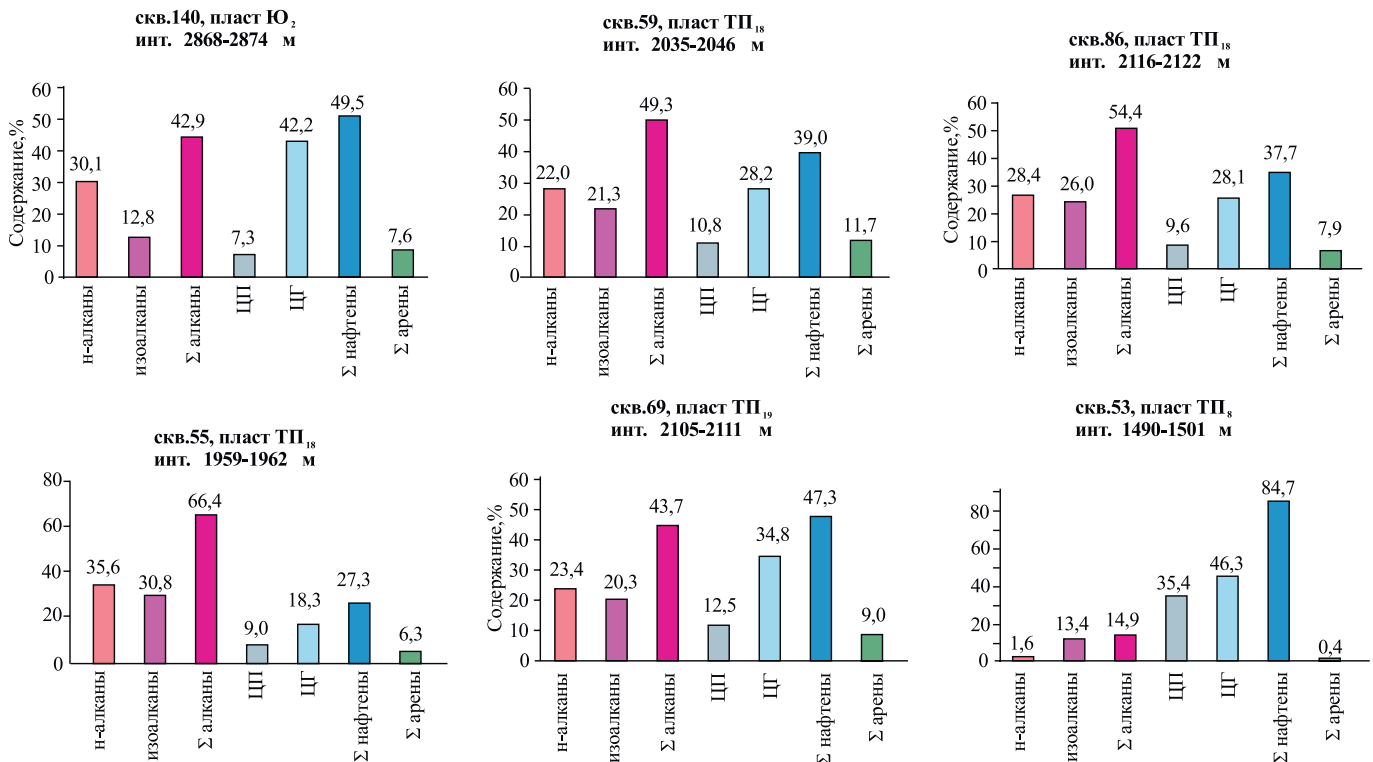 скв.140, пласт Ю₂
инт. 2868-2874 м
Содержание,%
60
50
40
30
20
10
0
30,1
12,8
42,9
7,3
42,2
49,5
7,6
н-алканы
изоалканы
Σ алканы
ЦП
ЦГ
Σ нафтены
Σ арены
скв.59, пласт ТП₁₈
инт. 2035-2046 м
60
50
40
30
20
10
0
22,0
21,3
49,3
10,8
28,2
39,0
11,7
н-алканы
изоалканы
Σ алканы
ЦП
ЦГ
Σ нафтены
Σ арены
скв.86, пласт ТП₁₈
инт. 2116-2122 м
Содержание,%
60
50
40
30
20
10
0
28,4
26,0
54,4
9,6
28,1
37,7
7,9
н-алканы
изоалканы
Σ алканы
ЦП
ЦГ
Σ нафтены
Σ арены
скв.55, пласт ТП₁₈
инт. 1959-1962 м
80
60
40
20
0
35,6
30,8
66,4
9,0
18,3
27,3
6,3
н-алканы
изоалканы
Σ алканы
ЦП
ЦГ
Σ нафтены
Σ арены
скв.69, пласт ТП₁₉
инт. 2105-2111 м
Содержание,%
60
50
40
30
20
10
0
23,4
20,3
43,7
12,5
34,8
47,3
9,0
н-алканы
изоалканы
Σ алканы
ЦП
ЦГ
Σ нафтены
Σ арены
скв.53, пласт ТП₈
инт. 1490-1501 м
80
60
40
20
0
1,6
13,4
14,9
35,4
46,3
84,7
0,4
н-алканы
изоалканы
Σ алканы
ЦП
ЦГ
Σ нафтены
Σ арены